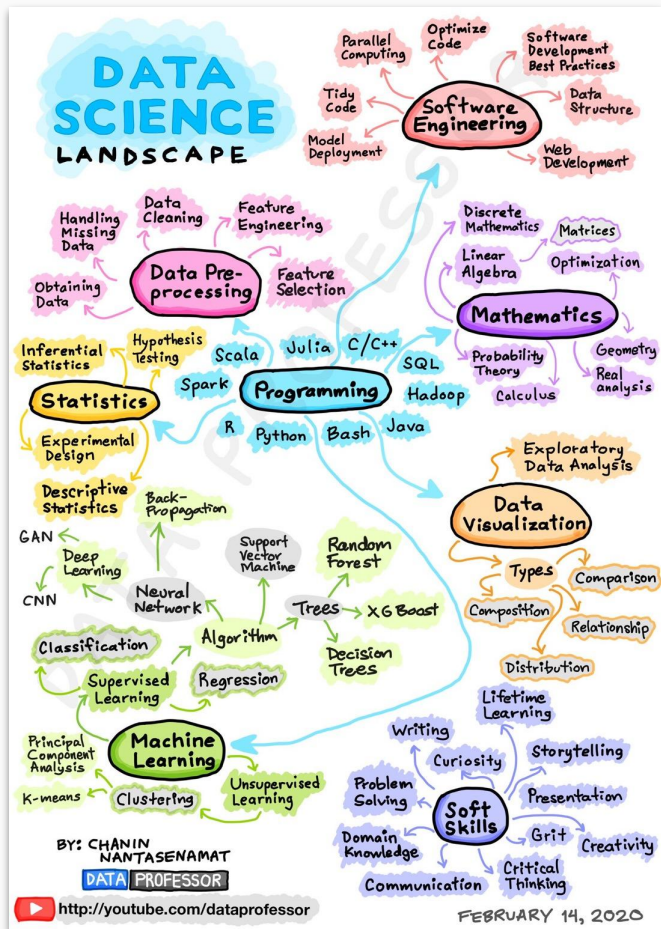 DATA
SCIENCE
LANDSCAPE
Parallel
Computing
Optimize
Code
Software
Development
Best Practices
Tidy
Code
Software
Engineering
Data
Structure
Model
Deployment
Web
Development
Handling
Missing
Data
Data
Cleaning
Feature
Engineering
Obtaining
Data
Data Pre-
processing
Feature
Selection
Discrete
Mathematics
Matrices
Linear
Algebra
Optimization
Mathematics
Probability
Theory
Calculus
Geometry
Real
analysis
Inferential
Statistics
Hypothesis
Testing
Statistics
Experimental
Design
Descriptive
Statistics
Scala
Julia
C/C++
SQL
Spark
Programming
Hadoop
R
Python
Bash
Java
Exploratory
Data Analysis
Data
Visualization
Types
Comparison
Composition
Relationship
Distribution
Back-
Propagation
GAN
Deep
Learning
CNN
Neural
Network
Support
Vector
Machine
Random
Forest
Trees
XG Boost
Algorithm
Decision
Trees
Classification
Supervised
Learning
Regression
Machine
Learning
Principal
Component
Analysis
K-means
Clustering
Unsupervised
Learning
Lifetime
Learning
Writing
Curiosity
Storytelling
Problem
Solving
Soft
Skills
Presentation
Domain
Knowledge
Grit
Creativity
Communication
Critical
Thinking
BY: CHANIN
NANTASENAMAT
DATA PROFESSOR
http://youtube.com/dataprofessor
FEBRUARY 14, 2020
DATA PROFESSOR